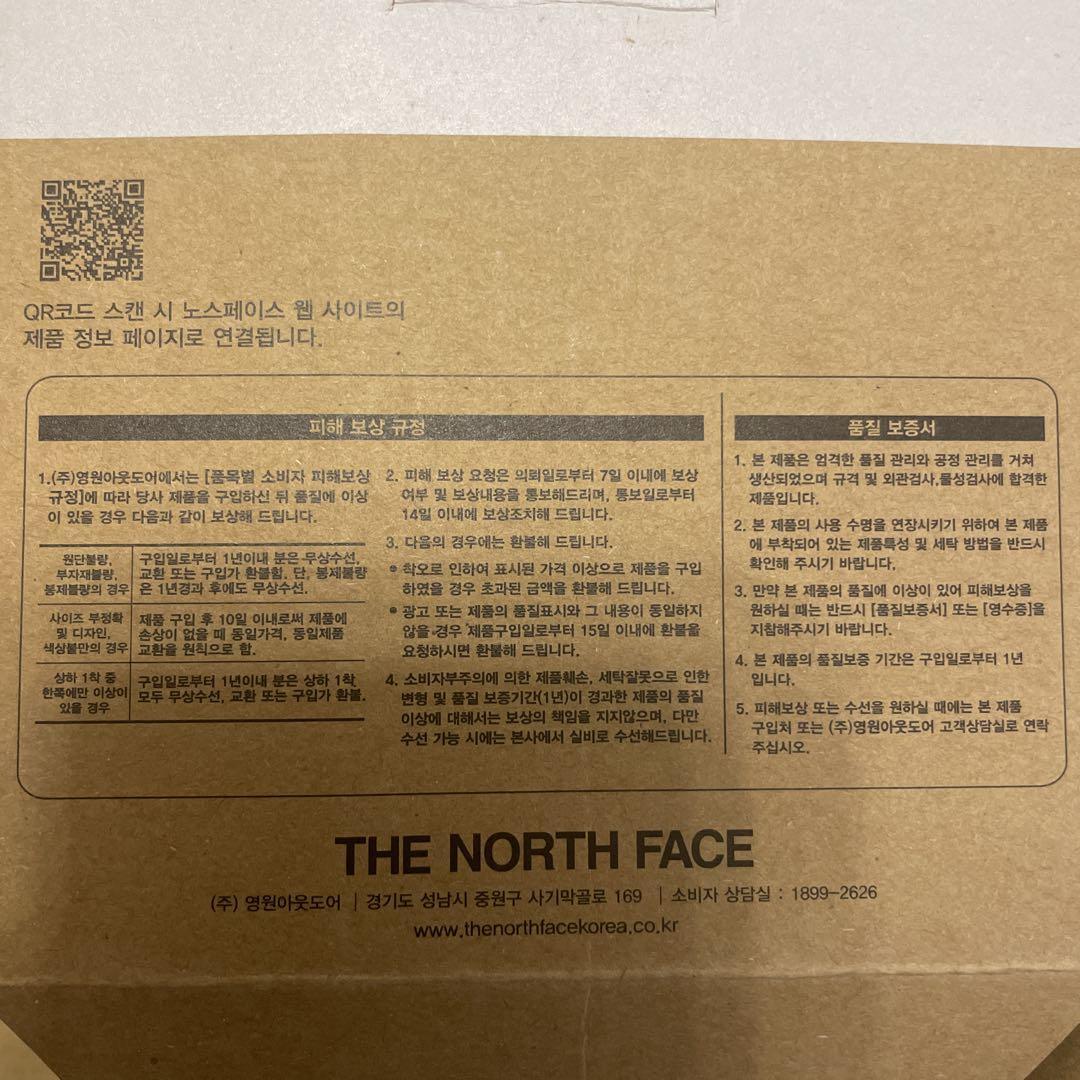 QR코드 스캔 시 노스페이스 웹 사이트의
제품 정보 페이지로 연결됩니다.
피해 보상 규정
1.(주)영원아웃도어에서는 [품목별 소비자 피해보상
규정]에 따라 당사 제품을 구입하신 뒤 품질에 이상
이 있을 경우 다음과 같이 보상해 드립니다.
원단불량,
부자재불량,
봉제불량의 경우
구입일로부터 1년이내 분은 무상수선,
교환 또는 구입가 환불함. 단, 봉제불량
은 1년경과 후에도 무상수선.
사이즈 부정확
및 디자인,
색상불만의 경우
제품 구입 후 10일 이내로써 제품에
손상이 없을 때 동일가격, 동일제품
교환을 원칙으로 함.
상하 1착 중
한쪽에만 이상이
있을 경우
구입일로부터 1년이내 분은 상하 1착
모두 무상수선, 교환 또는 구입가 환불.
2. 피해 보상 요청은 의뢰일로부터 7일 이내에 보상
여부 및 보상내용을 통보해드리며, 통보일로부터
14일 이내에 보상조치해 드립니다.
3. 다음의 경우에는 환불해 드립니다.
* 착오로 인하여 표시된 가격 이상으로 제품을 구입
하였을 경우 초과된 금액을 환불해 드립니다.
* 광고 또는 제품의 품질표시와 그 내용이 동일하지
않을 경우 제품구입일로부터 15일 이내에 환불을
요청하시면 환불해 드립니다.
4. 소비자부주의에 의한 제품훼손, 세탁잘못으로 인한
변형 및 품질 보증기간(1년)이 경과한 제품의 품질
이상에 대해서는 보상의 책임을 지지않으며, 다만
수선 가능 시에는 본사에서 실비로 수선해드립니다.
품질 보증서
1. 본 제품은 엄격한 품질 관리와 공정 관리를 거쳐
생산되었으며 규격 및 외관검사,물성검사에 합격한
제품입니다.
2. 본 제품의 사용 수명을 연장시키기 위하여 본 제품
에 부착되어 있는 제품특성 및 세탁 방법을 반드시
확인해 주시기 바랍니다.
3. 만약 본 제품의 품질에 이상이 있어 피해보상을
원하실 때는 반드시 [품질보증서] 또는 [영수증]을
지참해주시기 바랍니다.
4. 본 제품의 품질보증 기간은 구입일로부터 1년
입니다.
5. 피해보상 또는 수선을 원하실 때에는 본 제품
구입처 또는 (주)영원아웃도어 고객상담실로 연락
주십시오.
THE NORTH FACE
(주) 영원아웃도어 | 경기도 성남시 중원구 사기막골로 169 | 소비자 상담실 : 1899-2626
www.thenorthfacekorea.co.kr